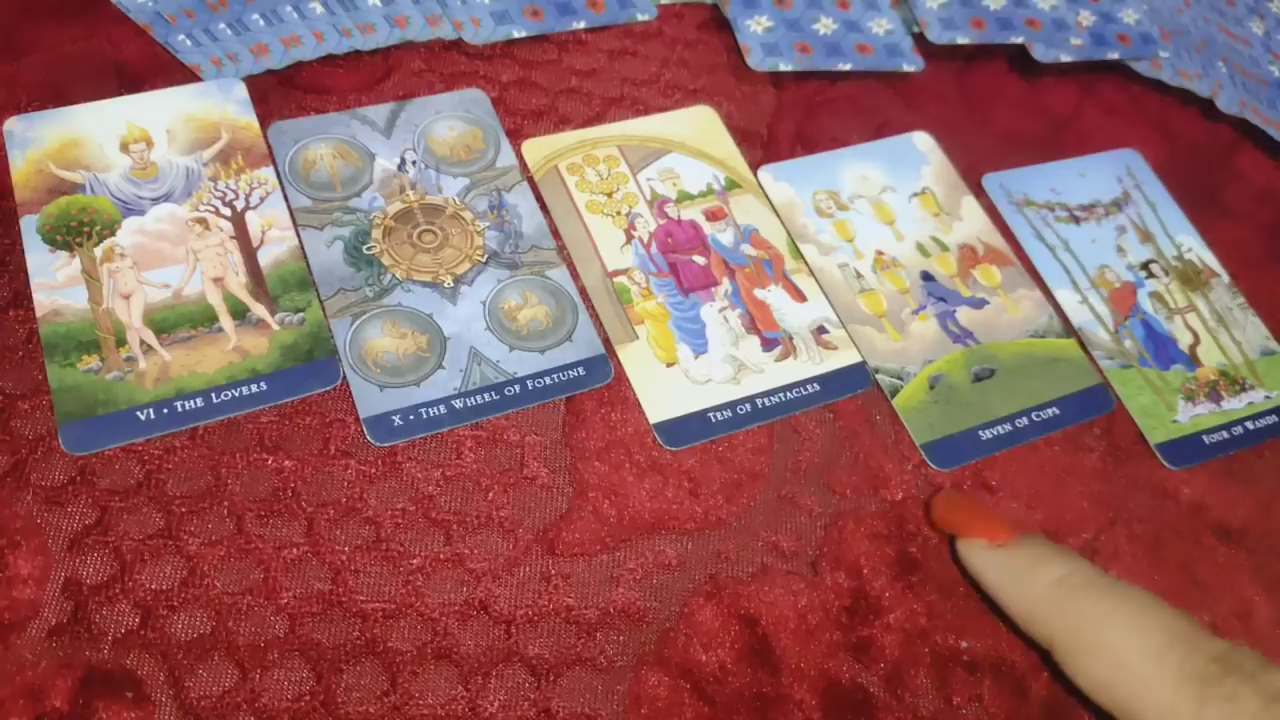 VI • THE LOVERS
X • THE WHEEL OF FORTUNE
TEN OF PENTACLES
SEVEN OF CUPS
FOUR OF WANDS